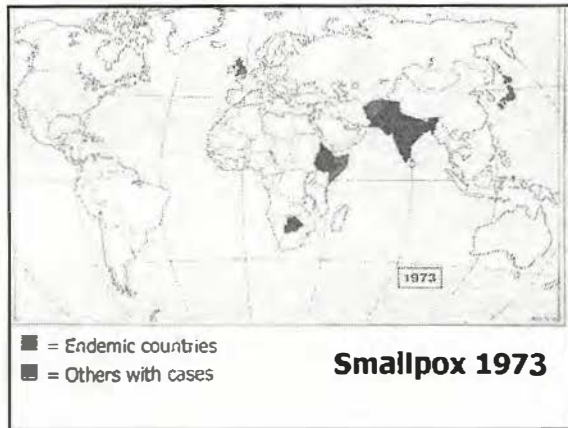 1973
= Endemic countries
= Others with cases
Smallpox 1973